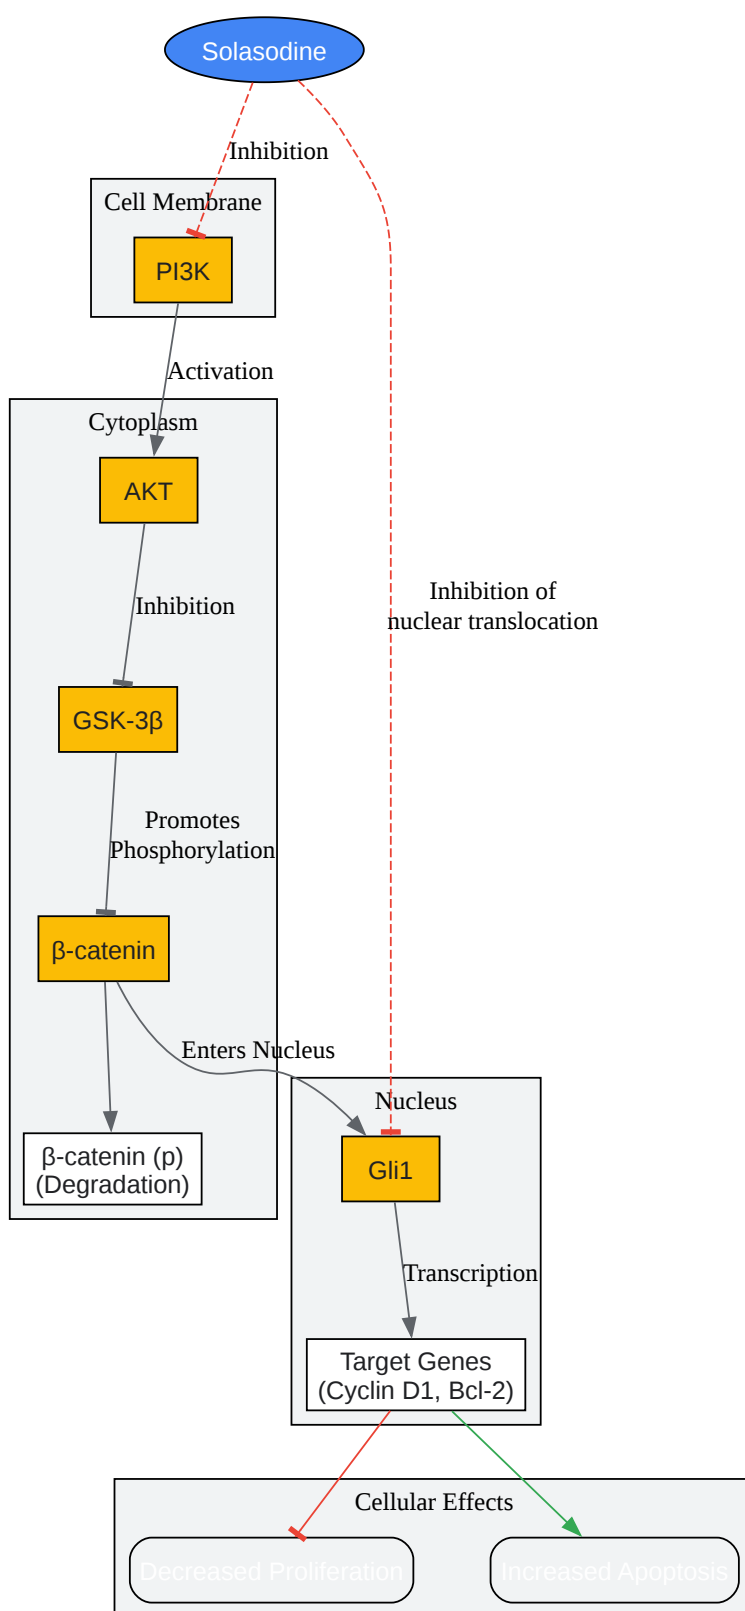 Solasodine
Inhibition
Cell Membrane
PI3K
Activation
Cytoplasm
AKT
Inhibition
Inhibition of
nuclear translocation
GSK-3β
Promotes
Phosphorylation
β-catenin
Enters Nucleus
Nucleus
β-catenin (p)
(Degradation)
Gli1
Transcription
Target Genes
(Cyclin D1, Bcl-2)
Cellular Effects
Decreased Proliferation
Increased Apoptosis